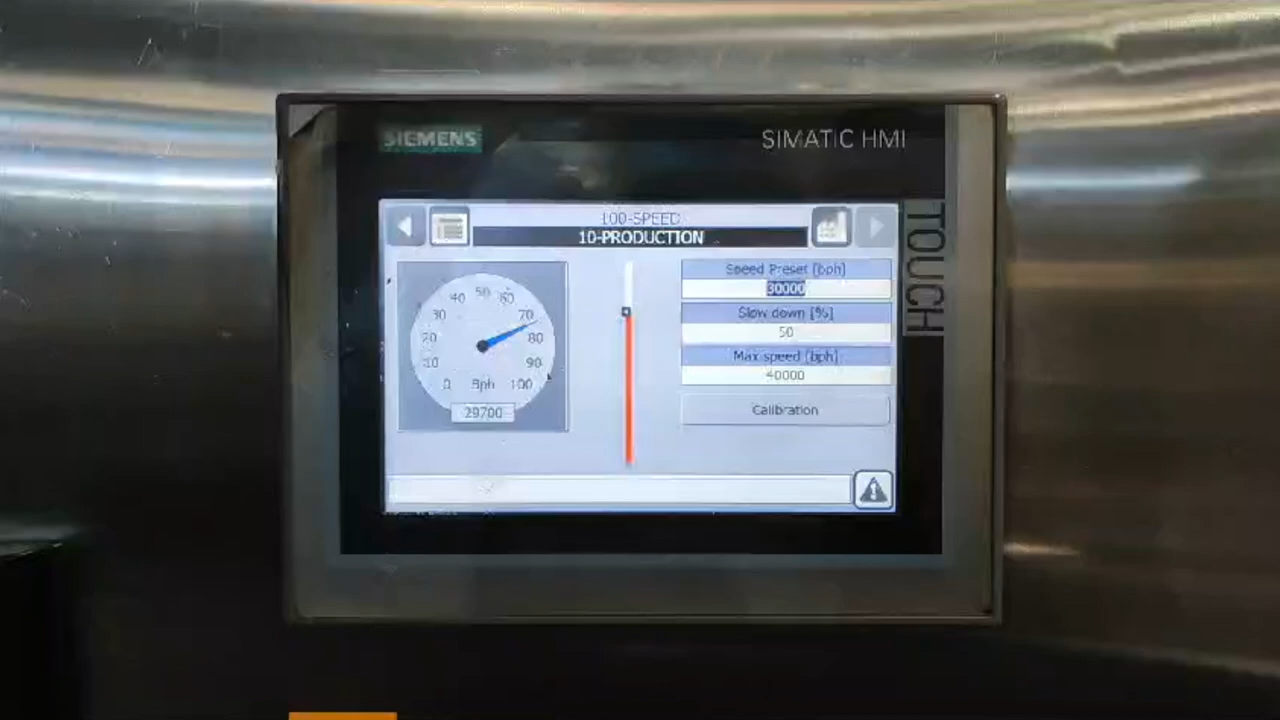 SIEMENS
SIMATIC HMI
TOUCH
100-SPEED
10-PRODUCTION
0
10
20
30
40
50
60
70
80
90
100
Bph
29700
Speed Preset [bph]
30000
Slow down [%]
50
Max speed [bph]
40000
Calibration